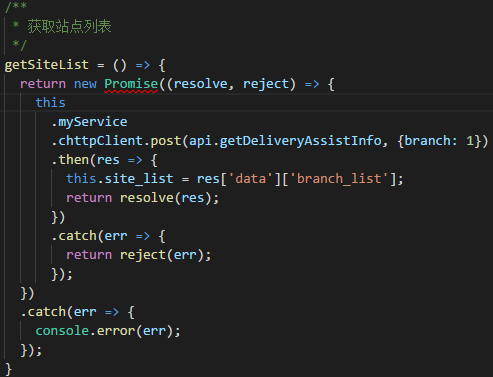 /**
 * 获取站点列表
 */
getSiteList = () => {
  return new Promise((resolve, reject) => {
    this
      .myService
      .chttpClient.post(api.getDeliveryAssistInfo, {branch: 1})
      .then(res => {
        this.site_list = res['data']['branch_list'];
        return resolve(res);
      })
      .catch(err => {
        return reject(err);
      });
  })
  .catch(err => {
    console.error(err);
  });
}